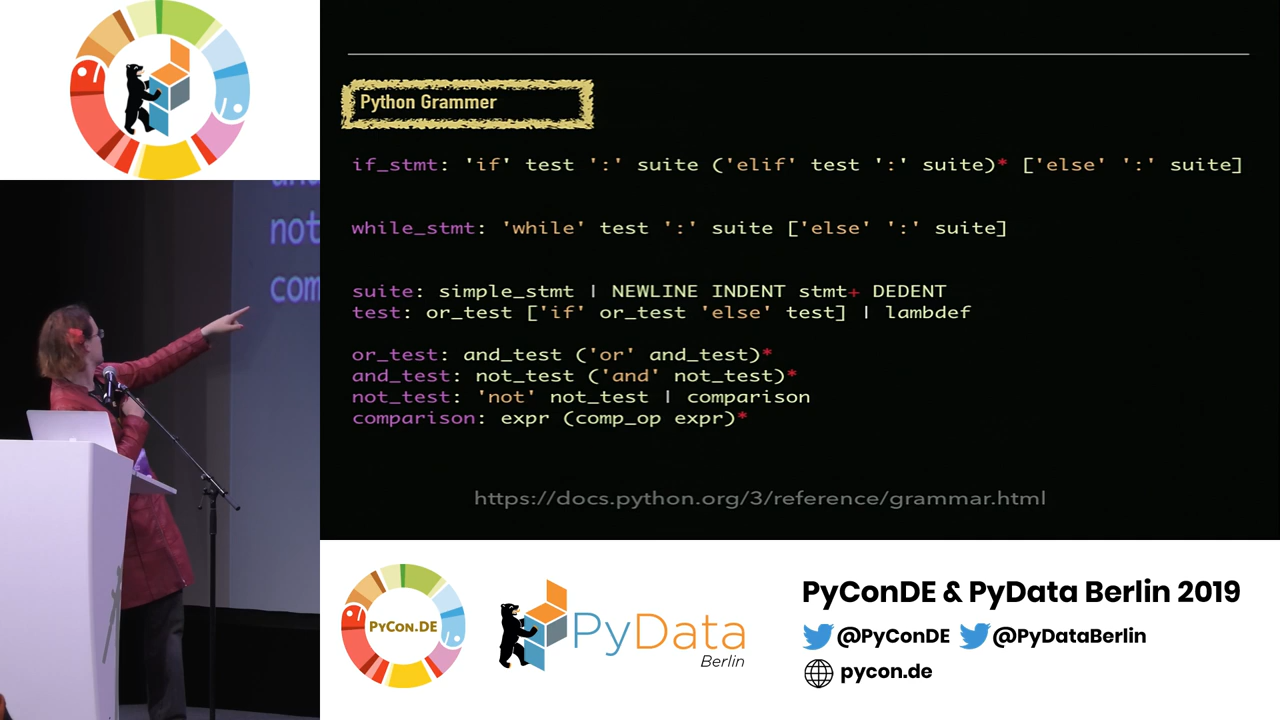 Python Grammer
if_stmt: 'if' test ':' suite ('elif' test ':' suite)* ['else' ':' suite]
while_stmt: 'while' test ':' suite ['else' ':' suite]
suite: simple_stmt | NEWLINE INDENT stmt+ DEDENT
test: or_test ['if' or_test 'else' test] | lambdef
or_test: and_test ('or' and_test)*
and_test: not_test ('and' not_test)*
not_test: 'not' not_test | comparison
comparison: expr (comp_op expr)*
https://docs.python.org/3/reference/grammar.html
not
com
PyCon.DE
PyData
Berlin
PyConDE & PyData Berlin 2019
@PyConDE @PyDataBerlin
pycon.de